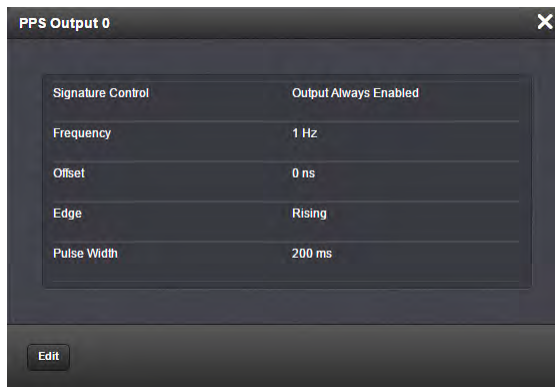 PPS Output 0
Signature Control Output Always Enabled
Frequency 1 Hz
Offset 0 ns
Edge Rising
Pulse Width 200 ms
Edit